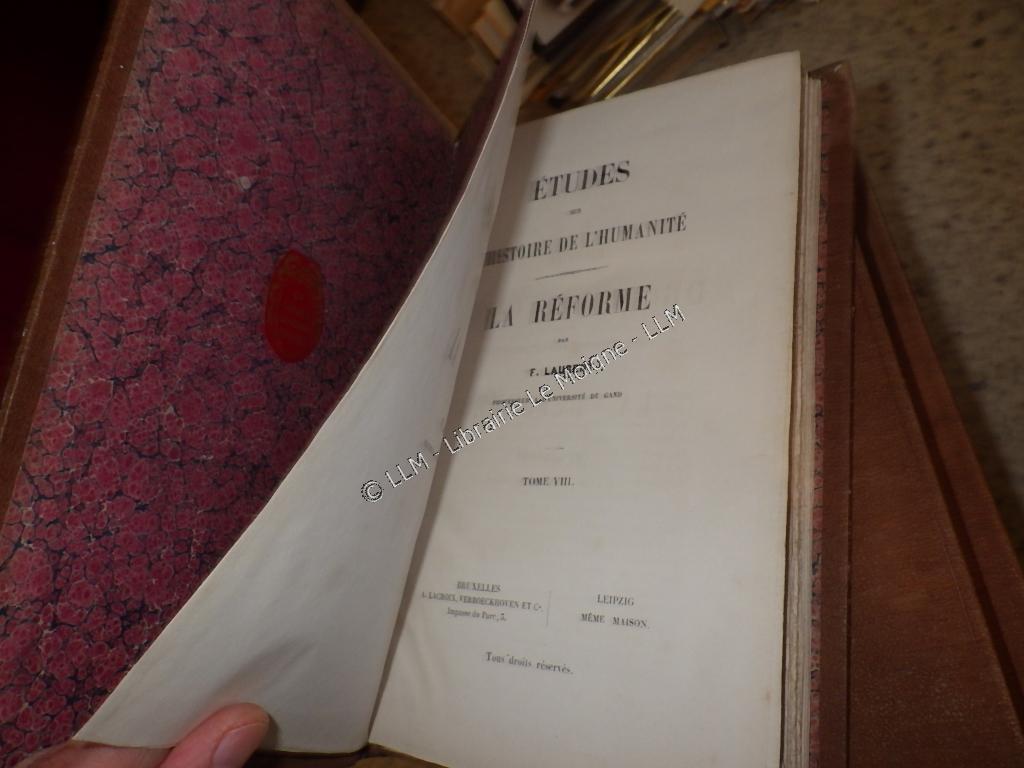 ÉTUDES
SUR
L'HISTOIRE DE L'HUMANITÉ
LA RÉFORME
PAR
F. LAURENT
UNIVERSITÉ DE GAND
TOME VIII.
BRUXELLES
A. LACROIX, VERBOECKHOVEN ET Cie.
Impasse du Parc, 3.
LEIPZIG
MÊME MAISON.
Tous droits réservés.
© LLM - Librairie Le Moigne - LLM